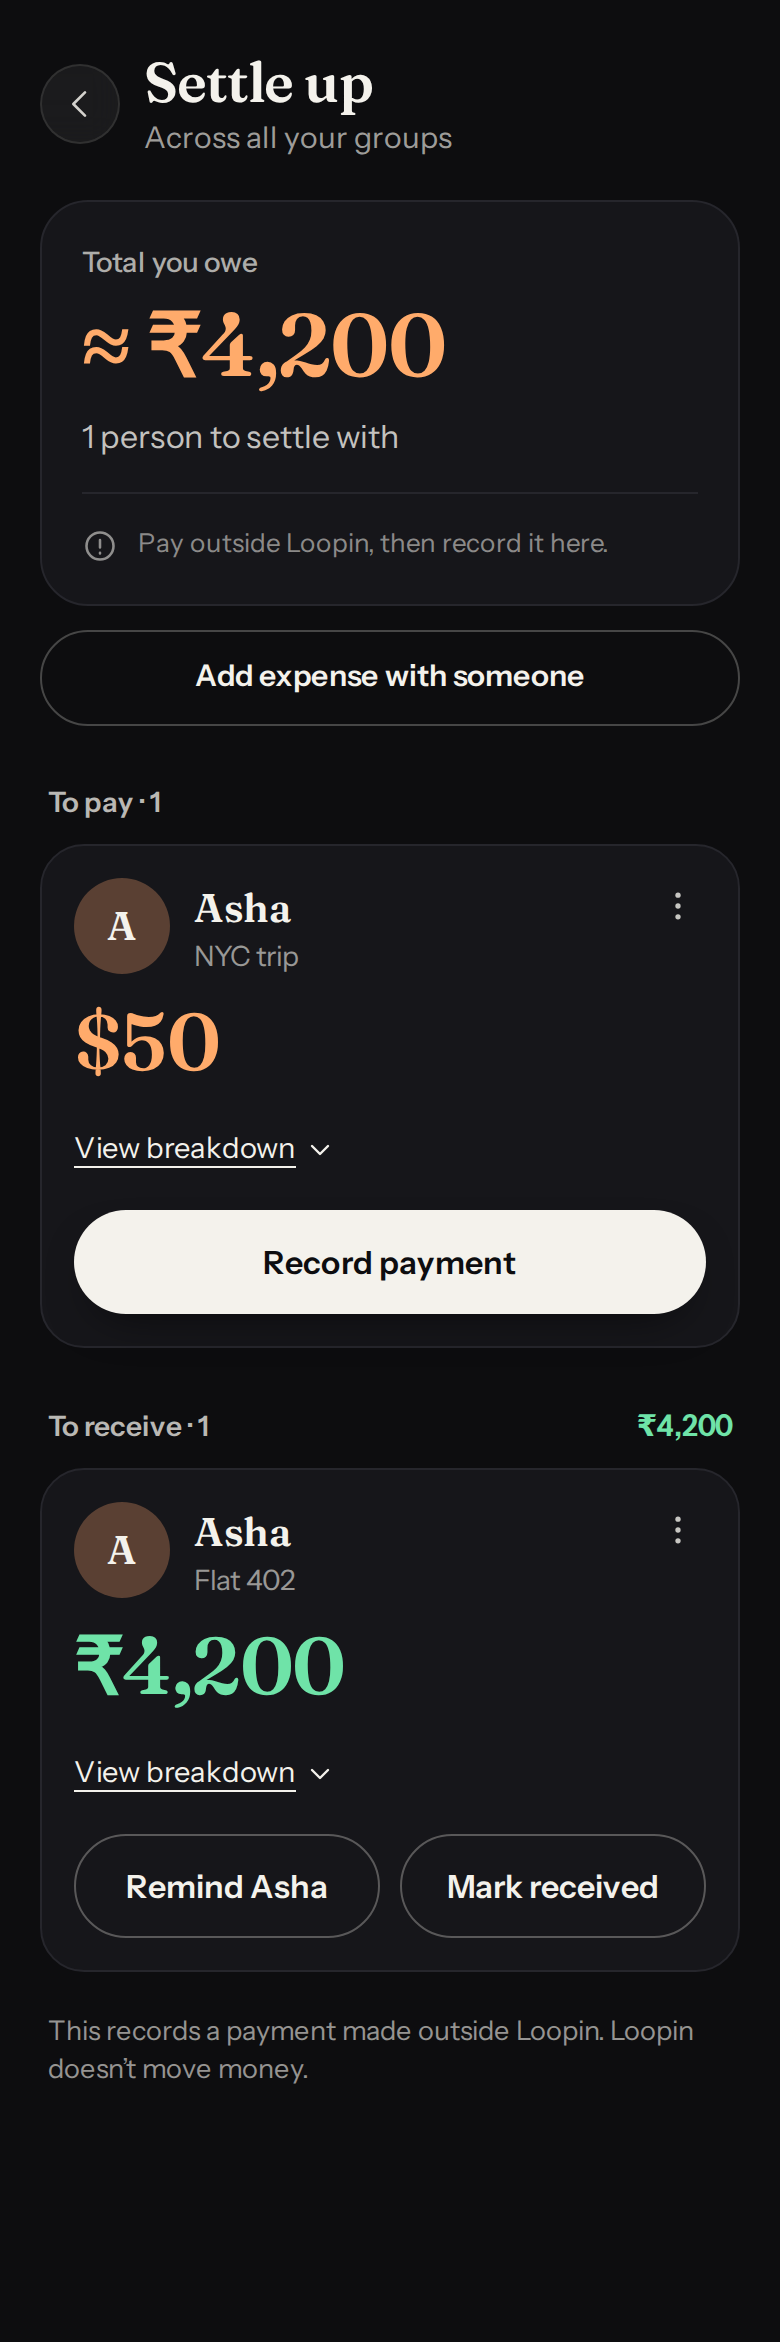 Settle up
Across all your groups
Total you owe
≈ ₹4,200
1 person to settle with
Pay outside Loopin, then record it here.
Add expense with someone
To pay · 1
A
Asha
NYC trip
$50
View breakdown
Record payment
To receive · 1
₹4,200
A
Asha
Flat 402
₹4,200
View breakdown
Remind Asha
Mark received
This records a payment made outside Loopin. Loopin
doesn’t move money.